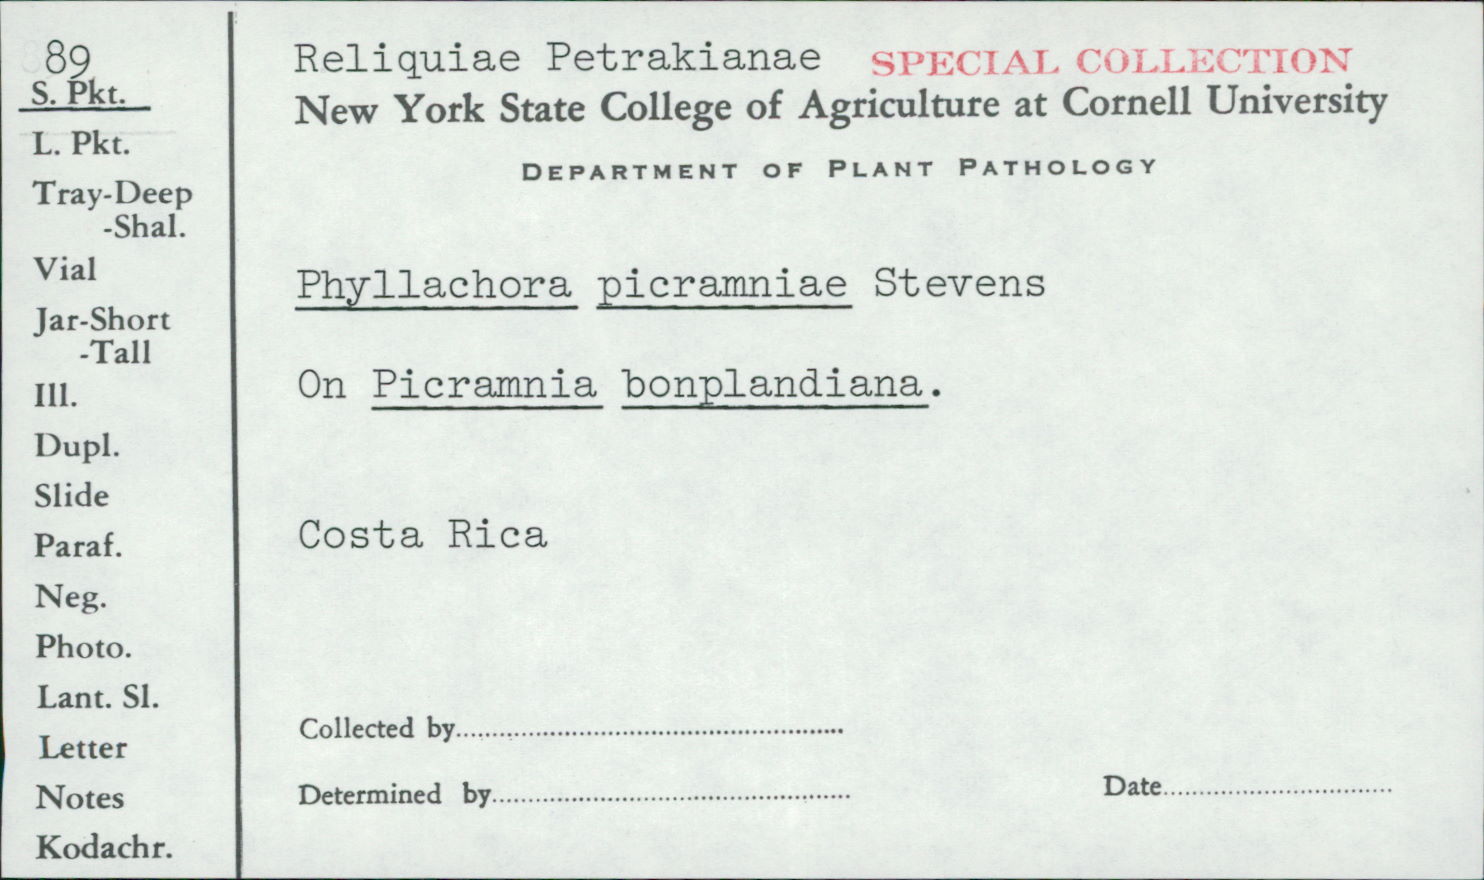 89
S. Pkt.
L. Pkt.
Tray-Deep
-Shal.
Vial
Jar-Short
-Tall
Ill.
Dupl.
Slide
Paraf.
Neg.
Photo.
Lant. Sl.
Letter
Notes
Kodachr.
Reliquiae Petrakianae SPECIAL COLLECTION
New York State College of Agriculture at Cornell University
DEPARTMENT OF PLANT PATHOLOGY
Phyllachora picramniae Stevens
On Picramnia bonplandiana.
Costa Rica
Collected by
Determined by
Date